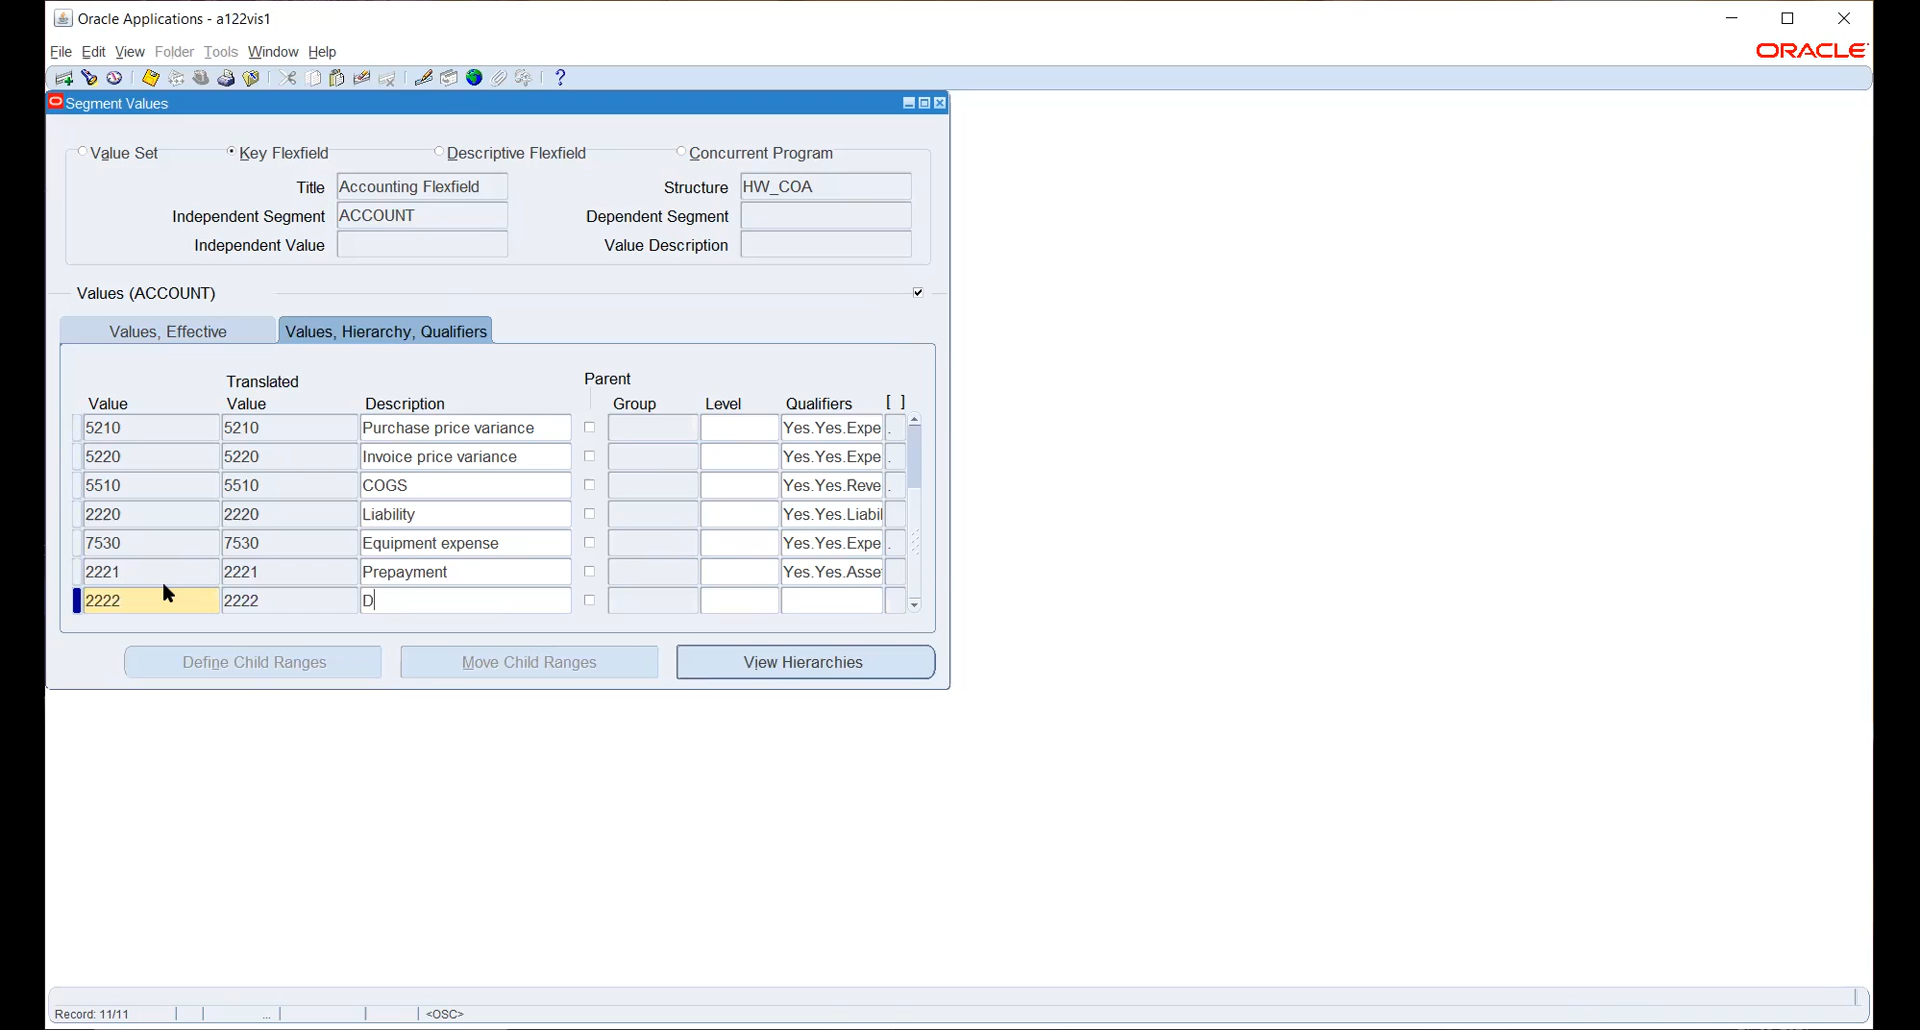 Oracle Applications - a122vis1
File Edit View Folder Tools Window Help
ORACLE
Segment Values
Value Set Key Flexfield Descriptive Flexfield Concurrent Program
Title Accounting Flexfield Structure HW_COA
Independent Segment ACCOUNT Dependent Segment
Independent Value Value Description
Values (ACCOUNT)
Values, Effective Values, Hierarchy, Qualifiers
Translated Parent
Value Value Description Group Level Qualifiers [ ]
5210 5210 Purchase price variance Yes.Yes.Expe .
5220 5220 Invoice price variance Yes.Yes.Expe .
5510 5510 COGS Yes.Yes.Reve .
2220 2220 Liability Yes.Yes.Liabil
7530 7530 Equipment expense Yes.Yes.Expe .
2221 2221 Prepayment Yes.Yes.Asse
2222 2222 D
Define Child Ranges Move Child Ranges View Hierarchies
Record: 11/11 ... <OSC>